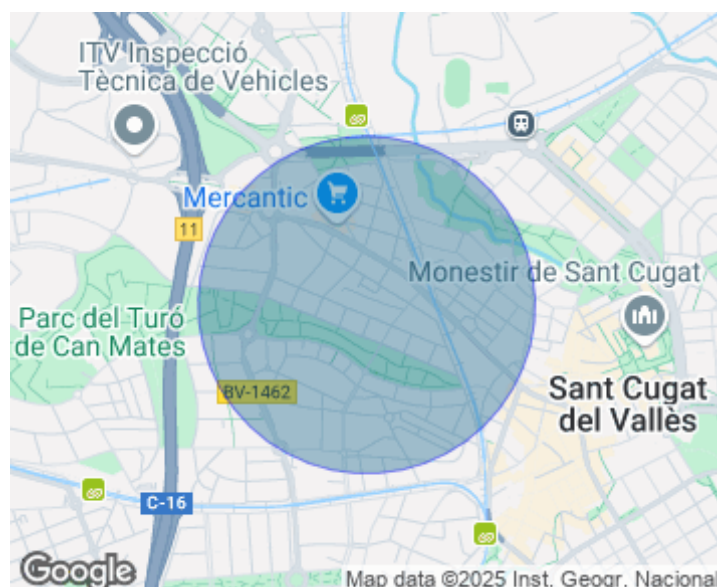 ITV Inspecció
Tècnica de Vehicles
Mercantic
11
Monestir de Sant Cugat
Parc del Turó
de Can Mates
BV-1462
Sant Cugat
del Vallès
C-16
Google
Map data ©2025 Inst. Geogr. Nacional